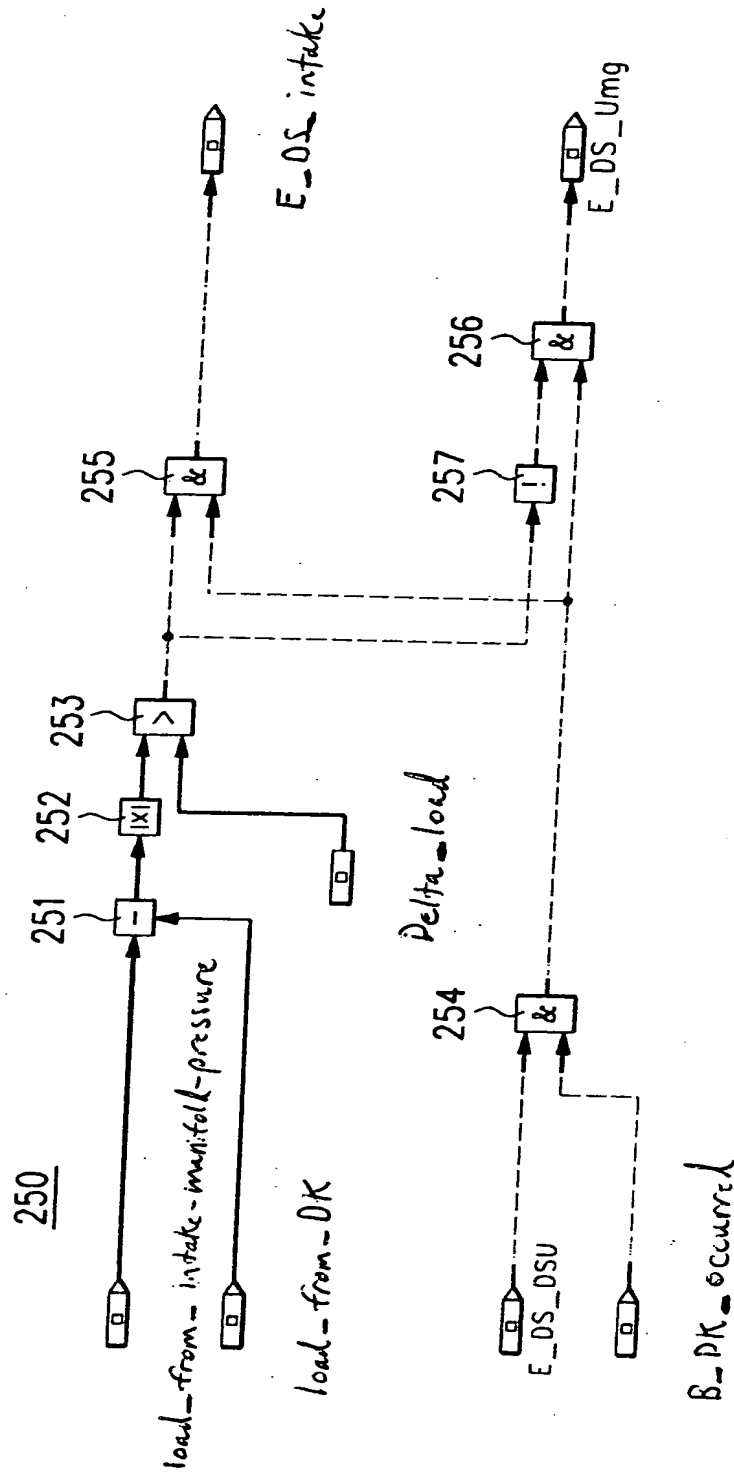 250
251
252
253
255
257
256
254
-
|x|
>
&
!
&
&
load_from_intake-manifold-pressure
load_from_DK
Delta_load
E_DS_DSU
B_DK_occurred
E_DS_intake
E_DS_Umg